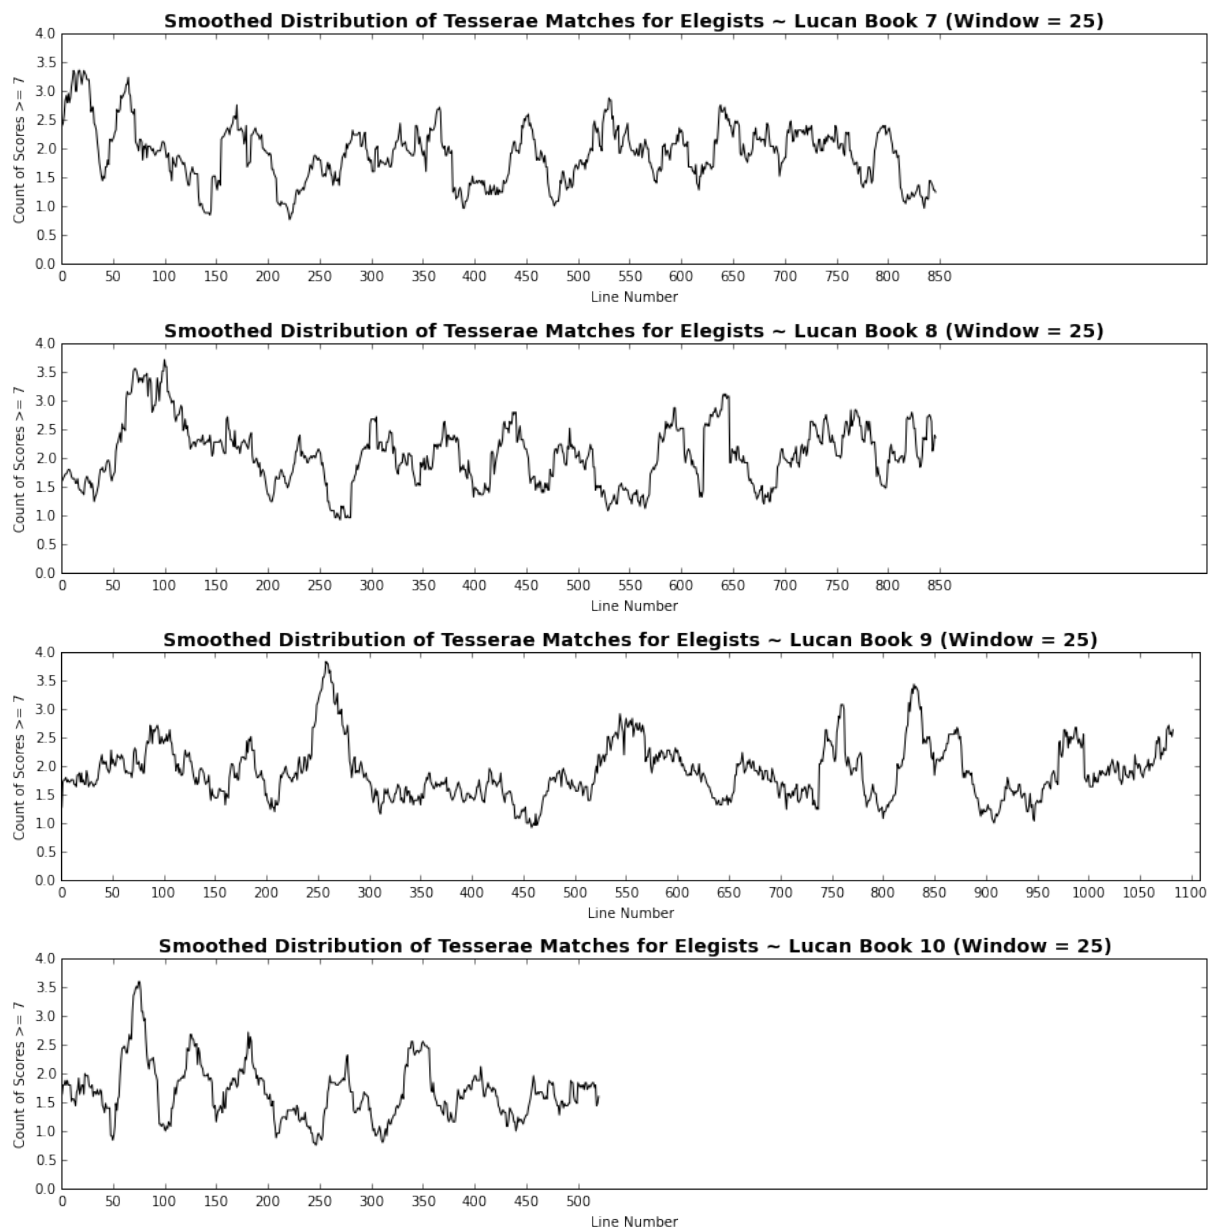 Smoothed Distribution of Tesserae Matches for Elegists ~ Lucan Book 7 (Window = 25)
Count of Scores >= 7
4.0
3.5
3.0
2.5
2.0
1.5
1.0
0.5
0.0
0 50 100 150 200 250 300 350 400 450 500 550 600 650 700 750 800 850
Line Number
Smoothed Distribution of Tesserae Matches for Elegists ~ Lucan Book 8 (Window = 25)
Count of Scores >= 7
4.0
3.5
3.0
2.5
2.0
1.5
1.0
0.5
0.0
0 50 100 150 200 250 300 350 400 450 500 550 600 650 700 750 800 850
Line Number
Smoothed Distribution of Tesserae Matches for Elegists ~ Lucan Book 9 (Window = 25)
Count of Scores >= 7
4.0
3.5
3.0
2.5
2.0
1.5
1.0
0.5
0.0
0 50 100 150 200 250 300 350 400 450 500 550 600 650 700 750 800 850 900 950 1000 1050 1100
Line Number
Smoothed Distribution of Tesserae Matches for Elegists ~ Lucan Book 10 (Window = 25)
Count of Scores >= 7
4.0
3.5
3.0
2.5
2.0
1.5
1.0
0.5
0.0
0 50 100 150 200 250 300 350 400 450 500
Line Number